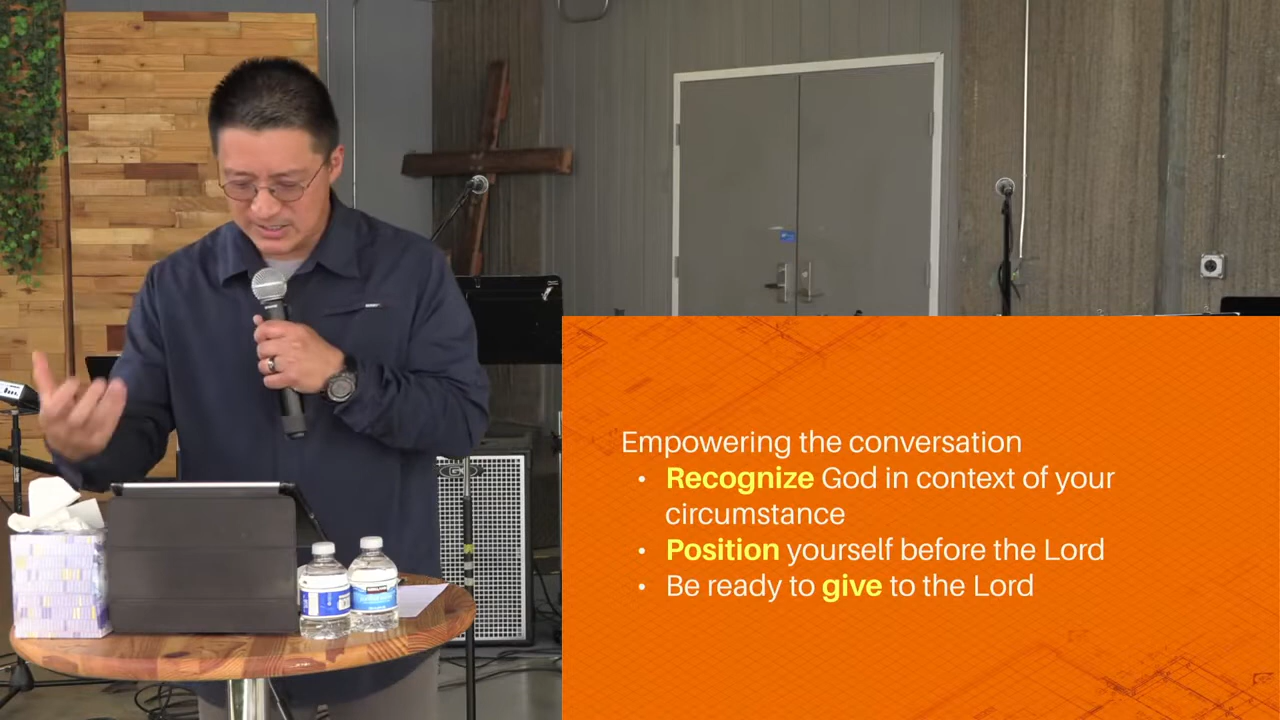 Empowering the conversation
• Recognize God in context of your
circumstance
• Position yourself before the Lord
• Be ready to give to the Lord